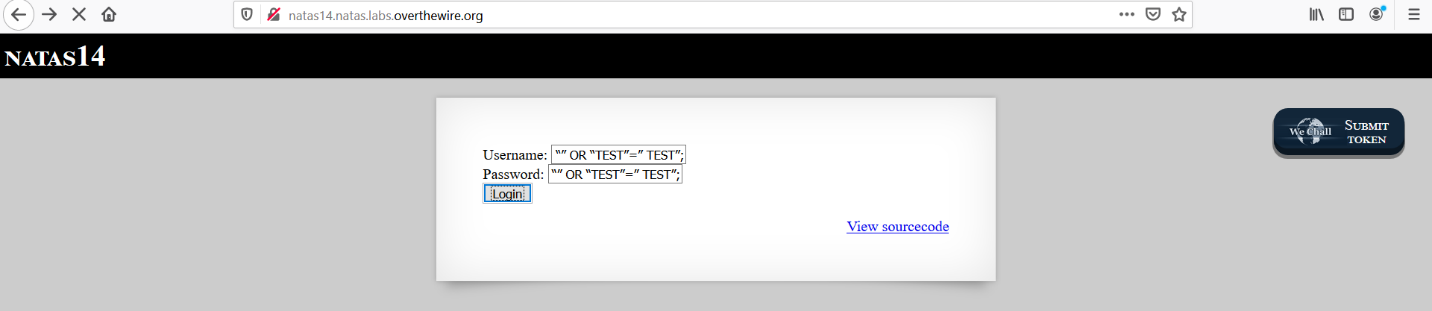 natas14.natas.labs.overthewire.org
NATAS14
Username: “” OR “TEST”=” TEST”;
Password: “” OR “TEST”=” TEST”;
Login
View sourcecode
We Chall
SUBMIT
TOKEN